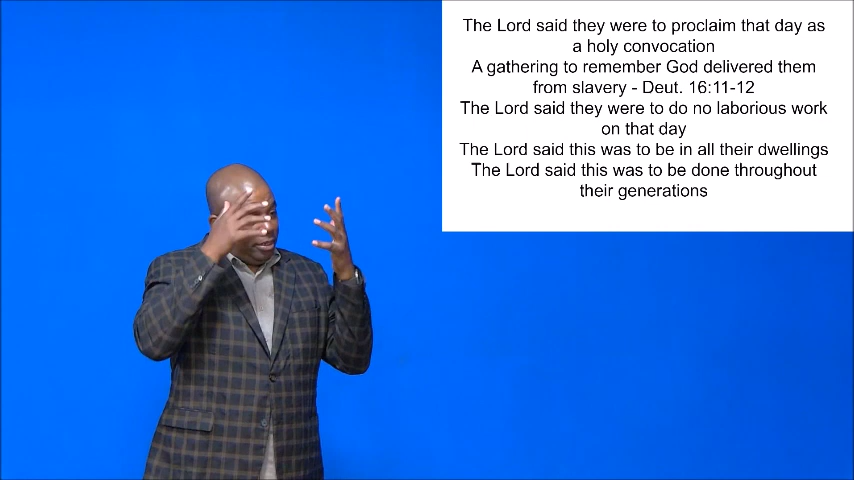 The Lord said they were to proclaim that day as
a holy convocation
A gathering to remember God delivered them
from slavery - Deut. 16:11-12
The Lord said they were to do no laborious work
on that day
The Lord said this was to be in all their dwellings
The Lord said this was to be done throughout
their generations